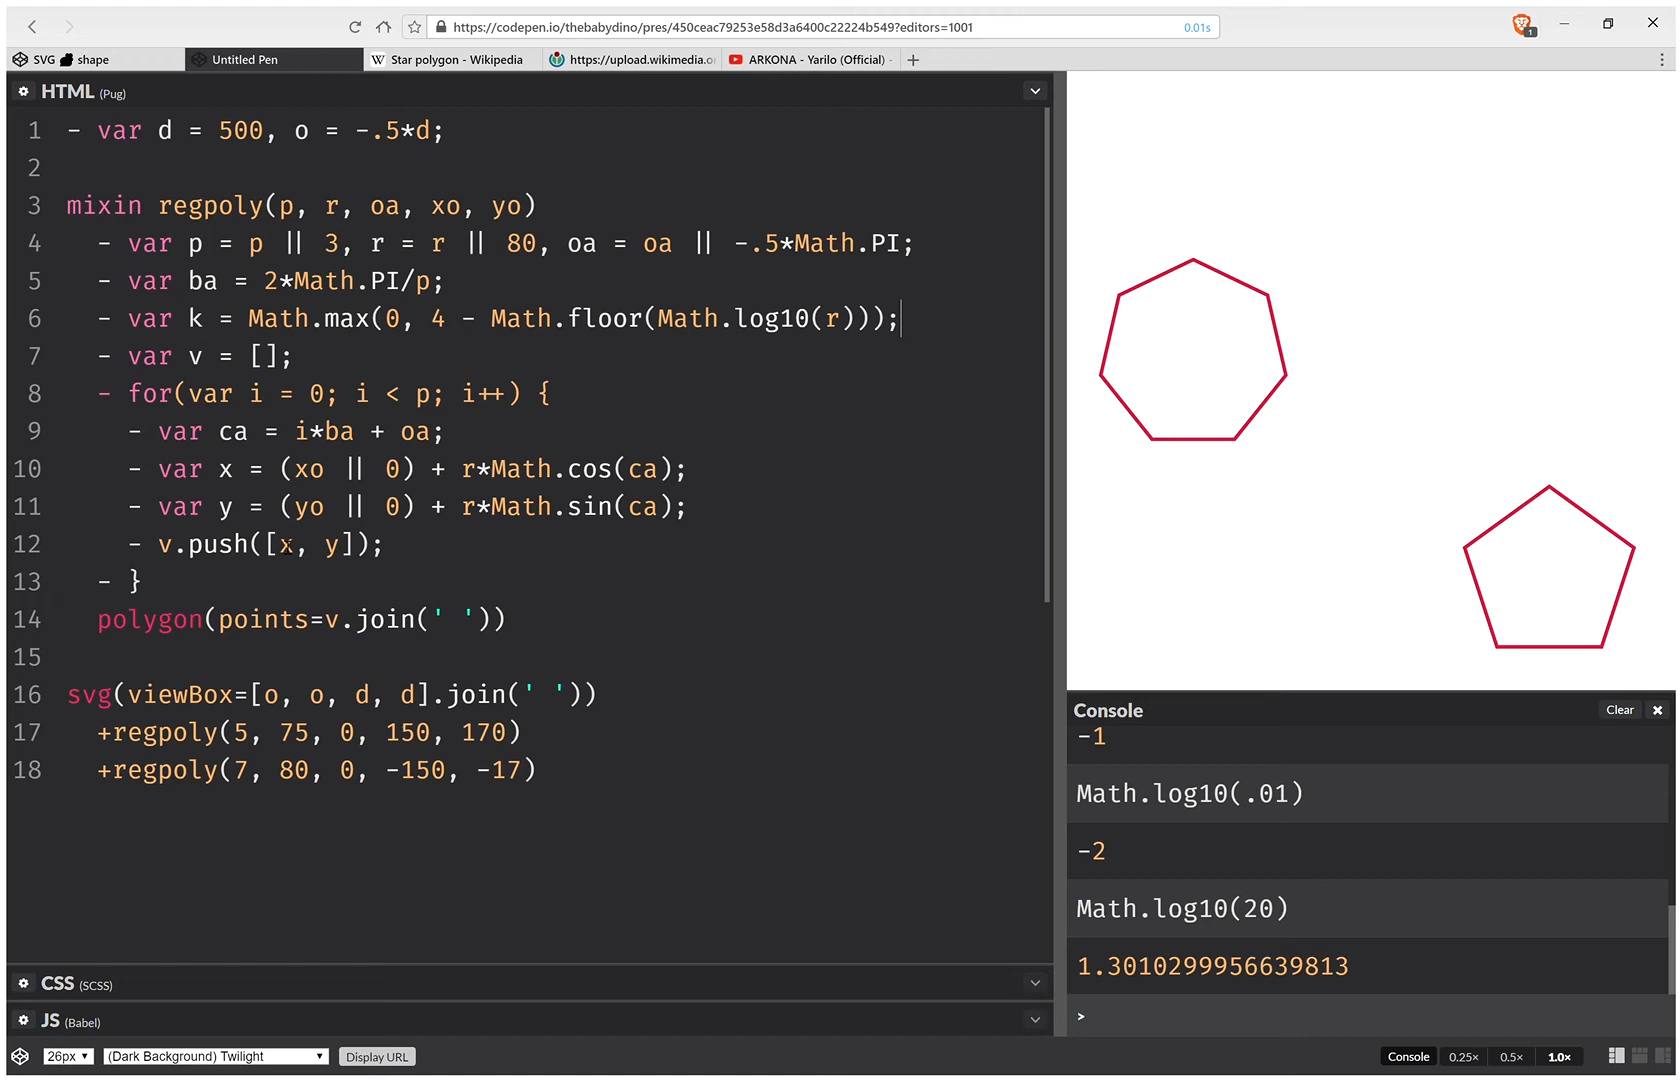 https://codepen.io/thebabydino/pres/450ceac79253e58d3a6400c22224b549?editors=1001
0.01s
1
SVG shape
Untitled Pen
W Star polygon - Wikipedia
https://upload.wikimedia.o
ARKONA - Yarilo (Official) -
HTML (Pug)
1 - var d = 500, o = -.5*d;
2
3 mixin regpoly(p, r, oa, xo, yo)
4 - var p = p || 3, r = r || 80, oa = oa || -.5*Math.PI;
5 - var ba = 2*Math.PI/p;
6 - var k = Math.max(0, 4 - Math.floor(Math.log10(r)));
7 - var v = [];
8 - for(var i = 0; i < p; i++) {
9 - var ca = i*ba + oa;
10 - var x = (xo || 0) + r*Math.cos(ca);
11 - var y = (yo || 0) + r*Math.sin(ca);
12 - v.push([x, y]);
13 - }
14 polygon(points=v.join(' '))
15
16 svg(viewBox=[o, o, d, d].join(' '))
17 +regpoly(5, 75, 0, 150, 170)
18 +regpoly(7, 80, 0, -150, -17)
Console
Clear
-1
Math.log10(.01)
-2
Math.log10(20)
1.3010299956639813
>
CSS (SCSS)
JS (Babel)
26px
(Dark Background) Twilight
Display URL
Console
0.25×
0.5×
1.0×